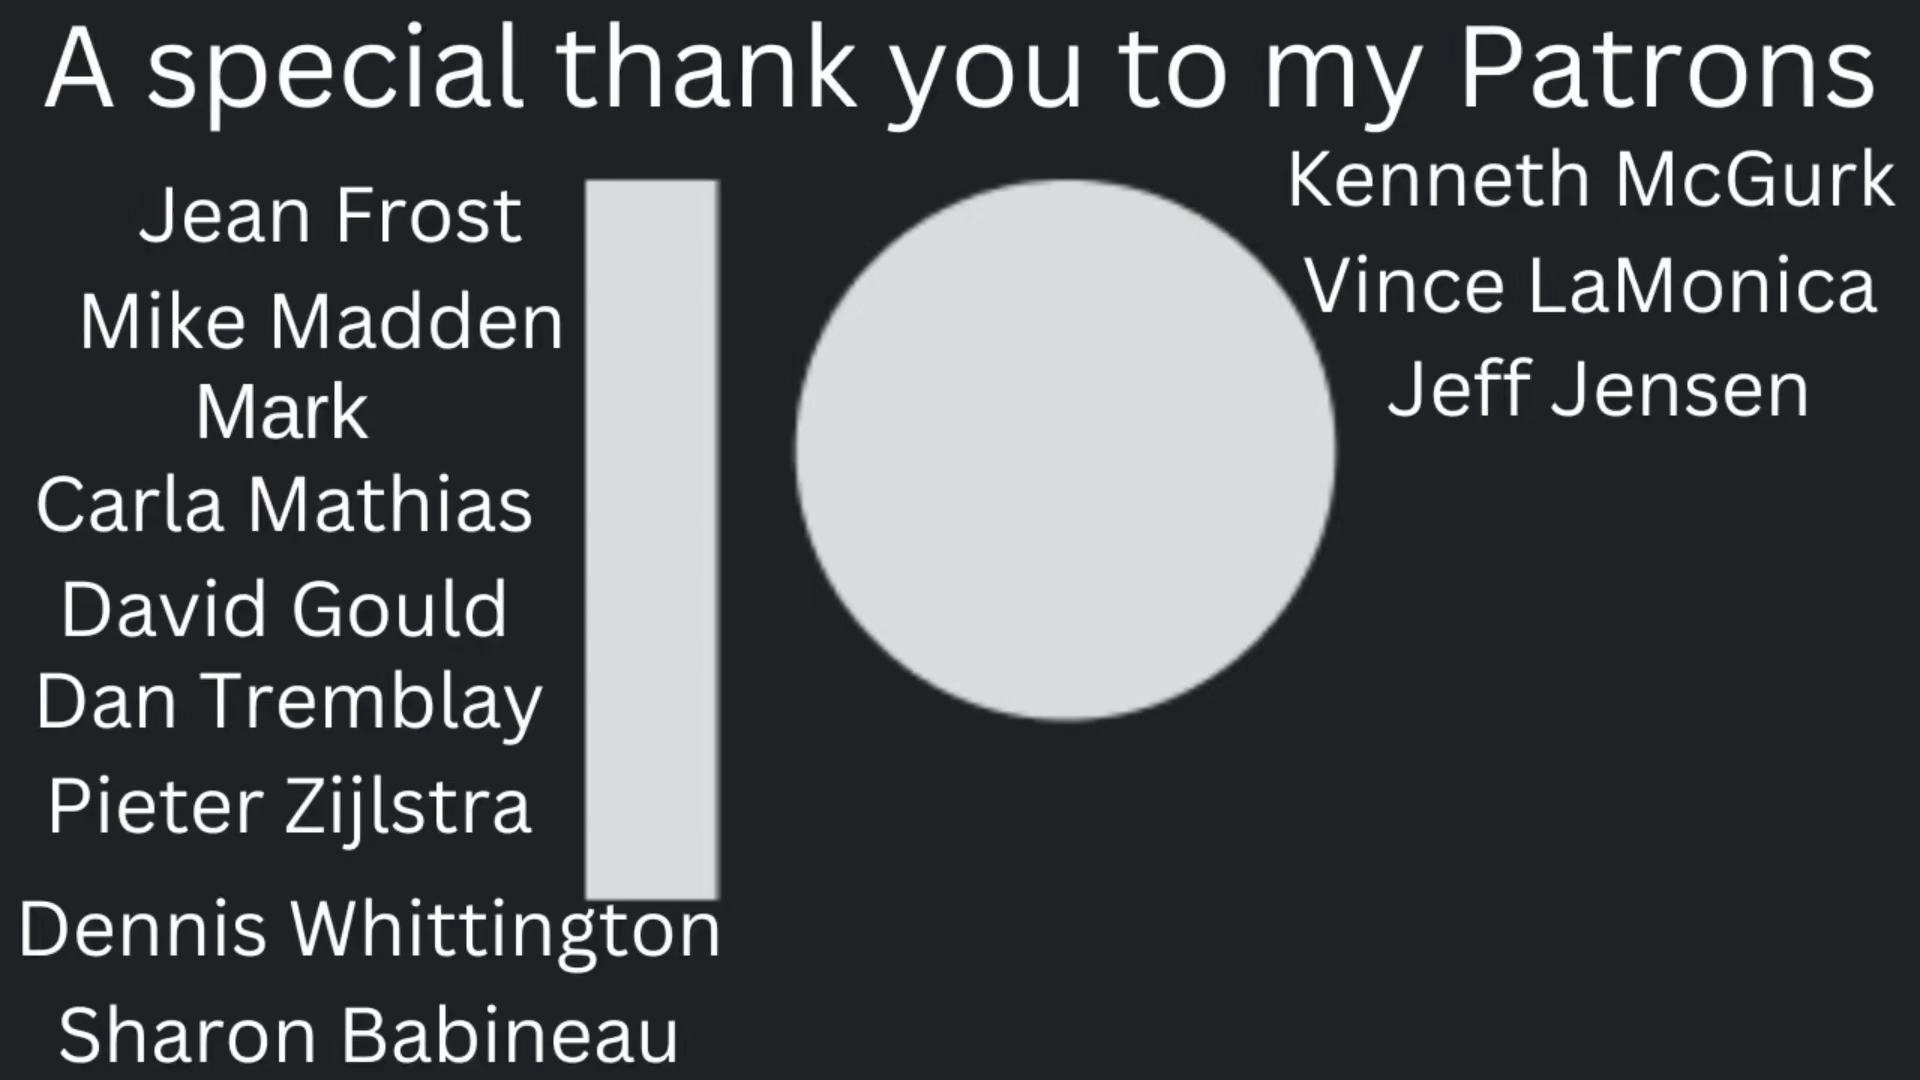 A special thank you to my Patrons
Jean Frost
Mike Madden
Mark
Carla Mathias
David Gould
Dan Tremblay
Pieter Zijlstra
Dennis Whittington
Sharon Babineau
Kenneth McGurk
Vince LaMonica
Jeff Jensen